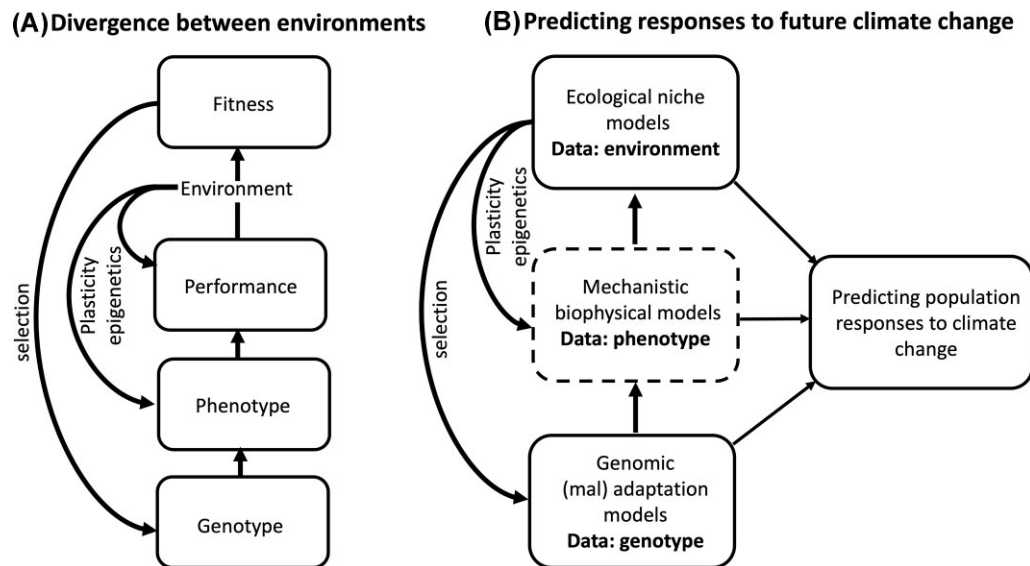 (A) Divergence between environments
Fitness
Environment
Plasticity
epigenetics
selection
Performance
Phenotype
Genotype
(B) Predicting responses to future climate change
Ecological niche
models
Data: environment
Plasticity
epigenetics
selection
Mechanistic
biophysical models
Data: phenotype
Genomic
(mal) adaptation
models
Data: genotype
Predicting population
responses to climate
change